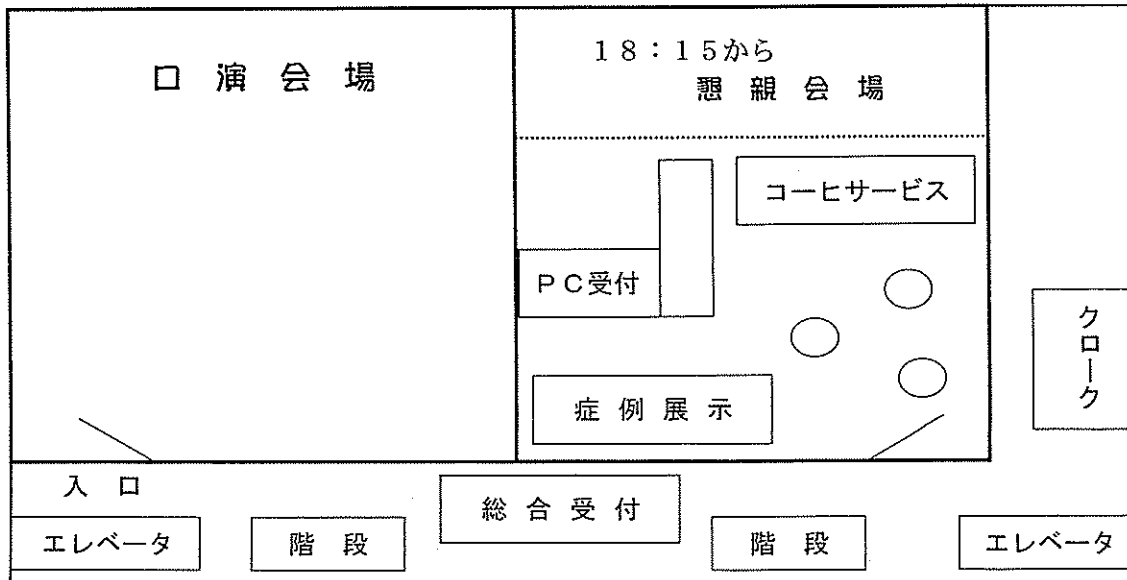 口演会場
18：15から
懇親会場
コーヒサービス
PC受付
クローク
症例展示
入口
総合受付
エレベータ
階段
階段
エレベータ